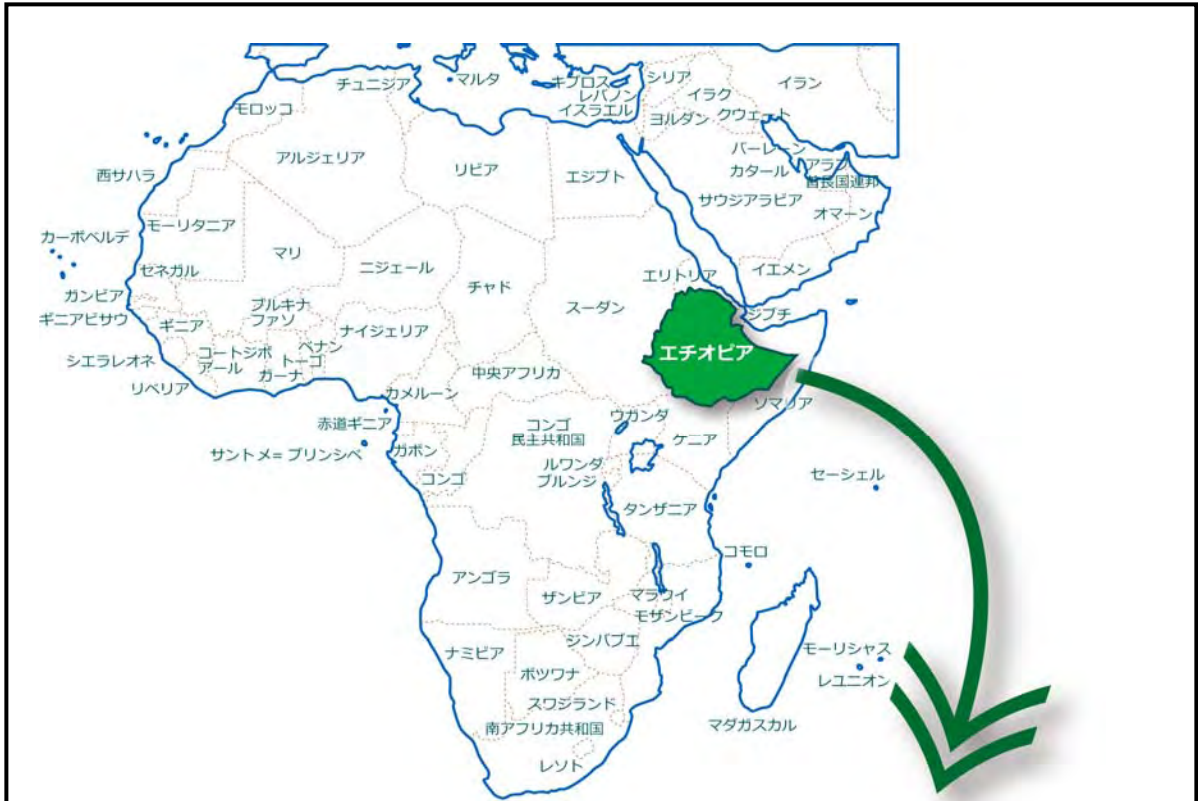 マルタ
チュニジア
キプロス
レバノン
イスラエル
シリア
イラク
イラン
ヨルダン
クウェート
モロッコ
アルジェリア
リビア
エジプト
バーレーン
カタール
アラブ
首長国連邦
西サハラ
サウジアラビア
オマーン
モーリタニア
カーボベルデ
マリ
ニジェール
セネガル
エリトリア
イエメン
チャド
スーダン
ガンビア
ギニアビサウ
ギニア
ブルキナ
ファソ
ナイジェリア
ジブチ
エチオピア
シエラレオネ
コートジボ
アール
ベナン
トーゴ
ガーナ
リベリア
中央アフリカ
カメルーン
ソマリア
赤道ギニア
コンゴ
民主共和国
ウガンダ
ケニア
サントメ=プリンシペ
ガボン
コンゴ
ルワンダ
ブルンジ
セーシェル
タンザニア
コモロ
アンゴラ
ザンビア
マラウイ
モザンビーク
ジンバブエ
ナミビア
ボツワナ
モーリシャス
レユニオン
スワジランド
南アフリカ共和国
マダガスカル
レソト